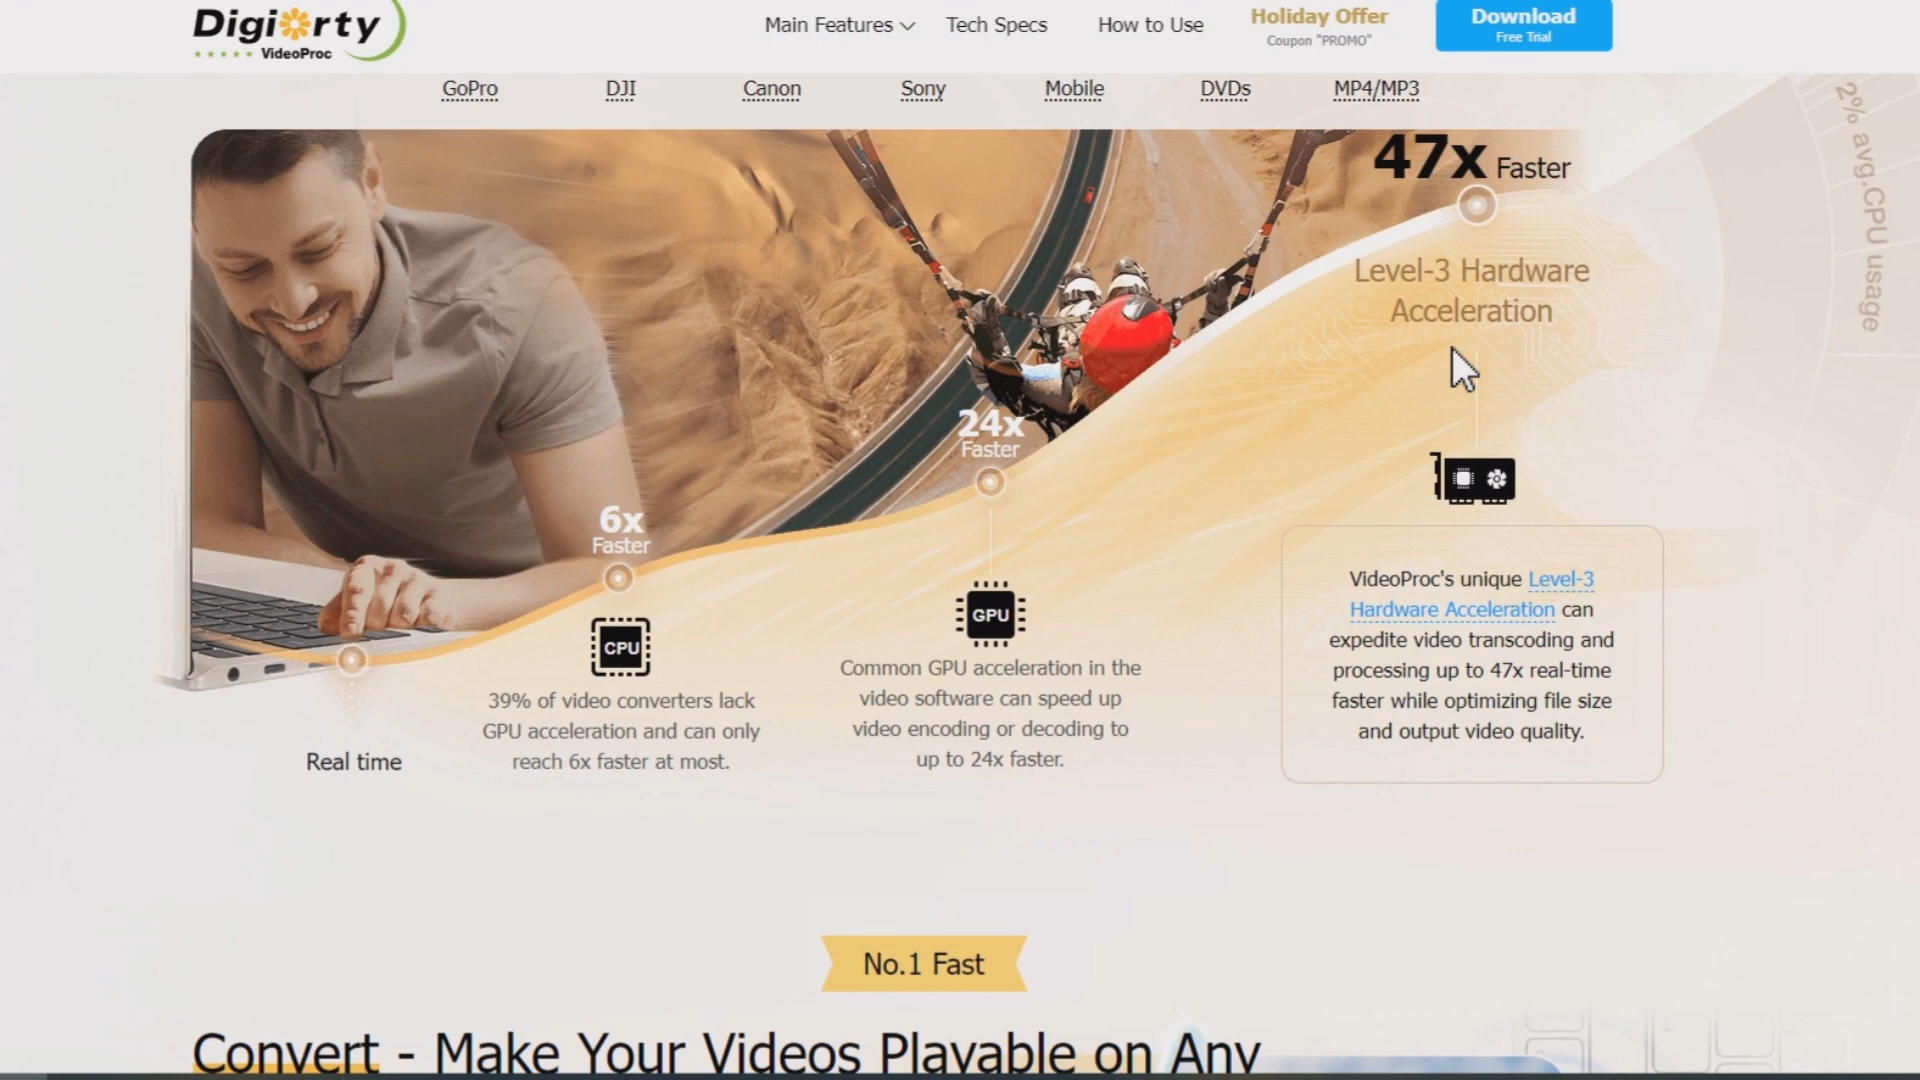 Digiarty
VideoProc
Main Features
Tech Specs
How to Use
Holiday Offer
Coupon "PROMO"
Download
Free Trial
GoPro
DJI
Canon
Sony
Mobile
DVDs
MP4/MP3
2% avg.CPU usage
47x Faster
Level-3 Hardware
Acceleration
24x
Faster
6x
Faster
Real time
CPU
39% of video converters lack
GPU acceleration and can only
reach 6x faster at most.
GPU
Common GPU acceleration in the
video software can speed up
video encoding or decoding to
up to 24x faster.
VideoProc's unique Level-3
Hardware Acceleration can
expedite video transcoding and
processing up to 47x real-time
faster while optimizing file size
and output video quality.
No.1 Fast
Convert - Make Your Videos Playable on Any